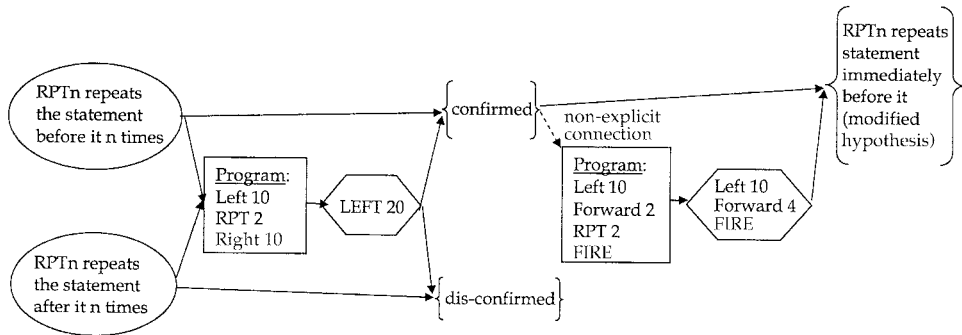 RPTn repeats
the statement
before it n times
RPTn repeats
the statement
after it n times
Program:
Left 10
RPT 2
Right 10
LEFT 20
confirmed
dis-confirmed
non-explicit
connection
Program:
Left 10
Forward 2
RPT 2
FIRE
Left 10
Forward 4
FIRE
RPTn repeats
statement
immediately
before it
(modified
hypothesis)